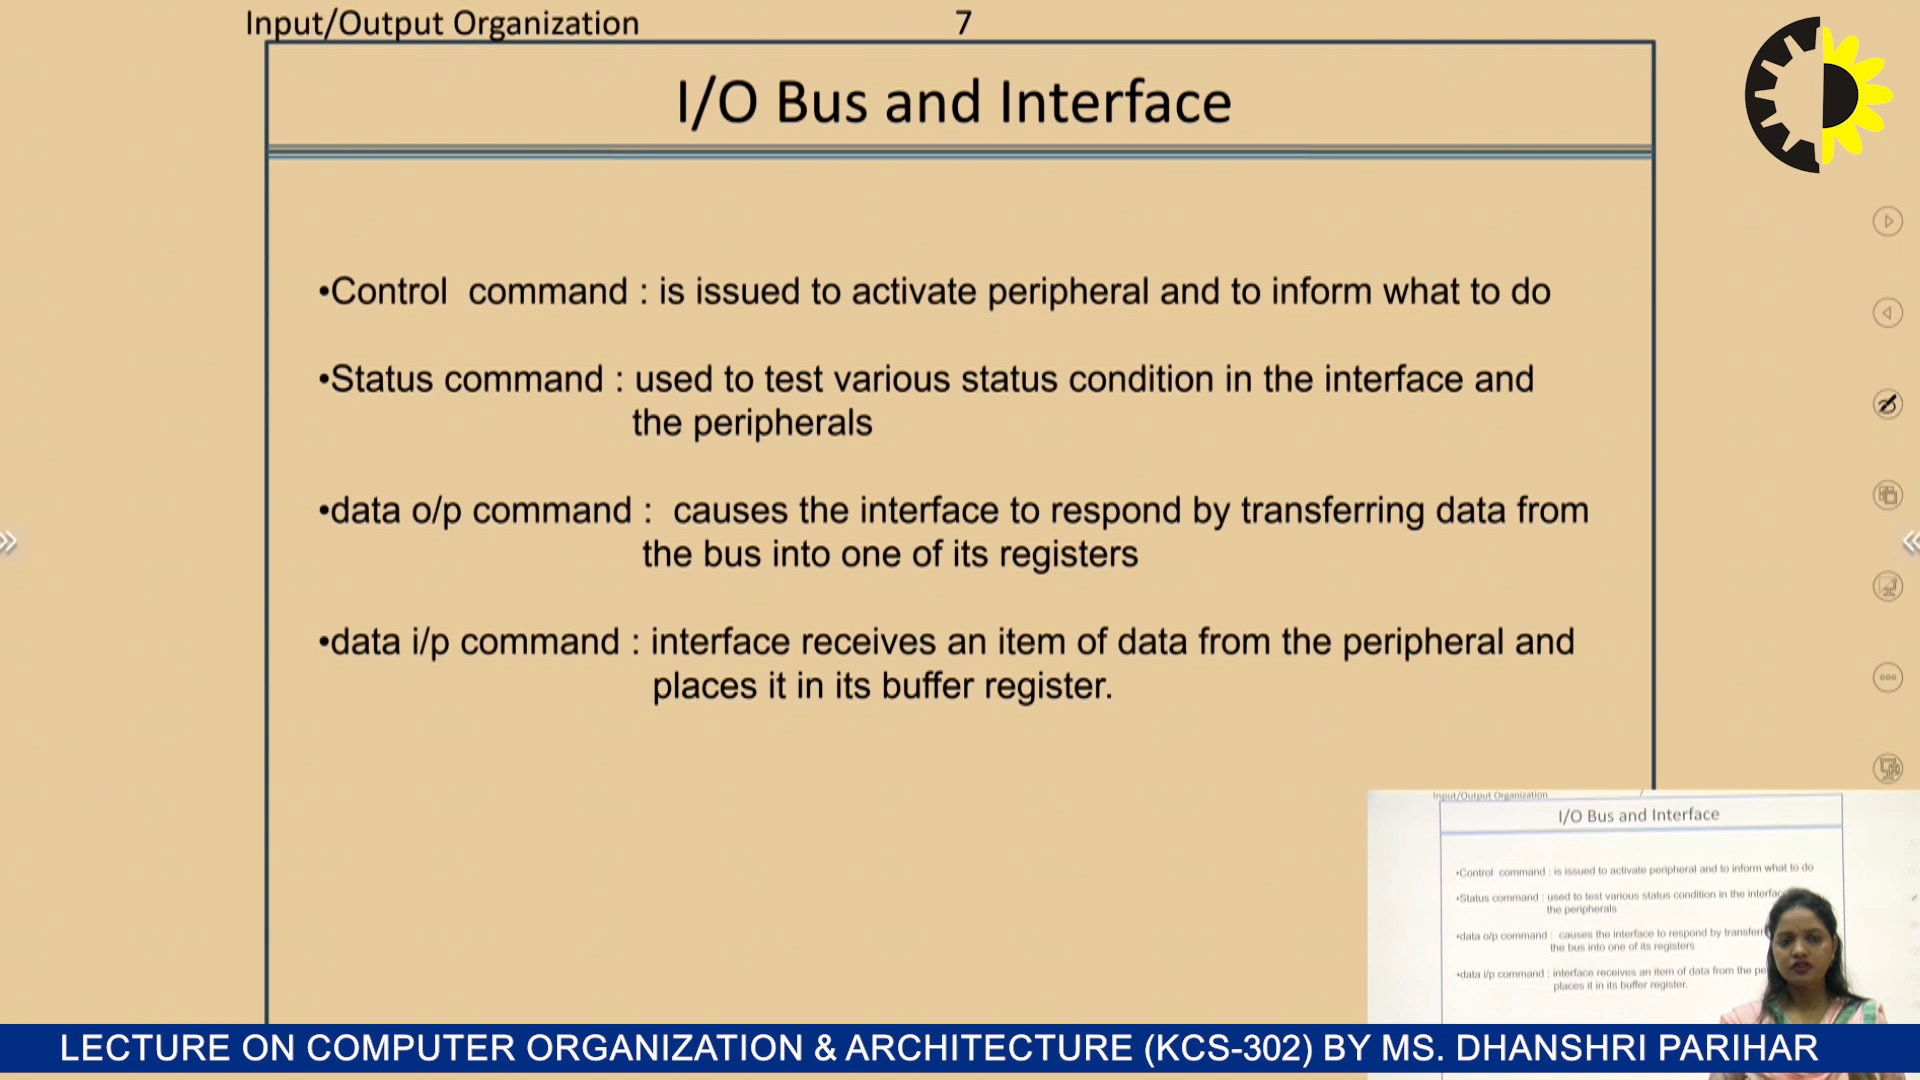 Input/Output Organization 7
I/O Bus and Interface
•Control command : is issued to activate peripheral and to inform what to do
•Status command : used to test various status condition in the interface and
the peripherals
•data o/p command : causes the interface to respond by transferring data from
the bus into one of its registers
•data i/p command : interface receives an item of data from the peripheral and
places it in its buffer register.
Input/Output Organization
I/O Bus and Interface
•Control command : is issued to activate peripheral and to inform what to do
•Status command : used to test various status condition in the interfac
the peripherals
•data o/p command : causes the interface to respond by transferr
the bus into one of its registers
•data i/p command : interface receives an item of data from the pe
places it in its buffer register.
LECTURE ON COMPUTER ORGANIZATION & ARCHITECTURE (KCS-302) BY MS. DHANSHRI PARIHAR